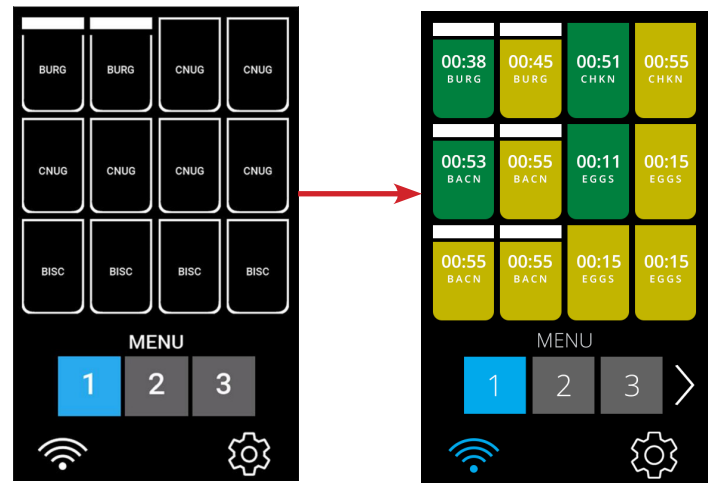 BURG BURG CNUG CNUG
CNUG CNUG CNUG CNUG
BISC BISC BISC BISC
MENU
1 2 3
00:38 00:45 00:51 00:55
BURG BURG CHKN CHKN
00:53 00:55 00:11 00:15
BACN BACN EGGS EGGS
00:55 00:55 00:15 00:15
BACN BACN EGGS EGGS
MENU
1 2 3